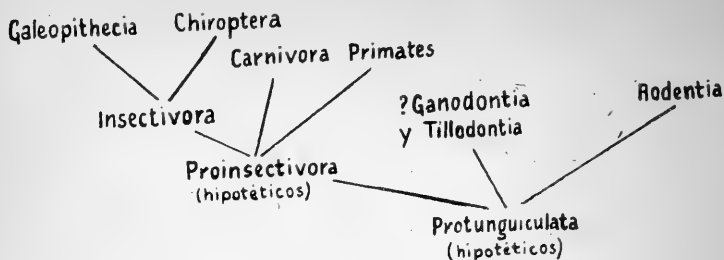 Galeopithecia
Chiroptera
Carnivora
Primates
?Ganodontia
y Tillodontia
Rodentia
Insectivora
Proinsectivora
(hipotéticos)
Protunguiculata
(hipotéticos)